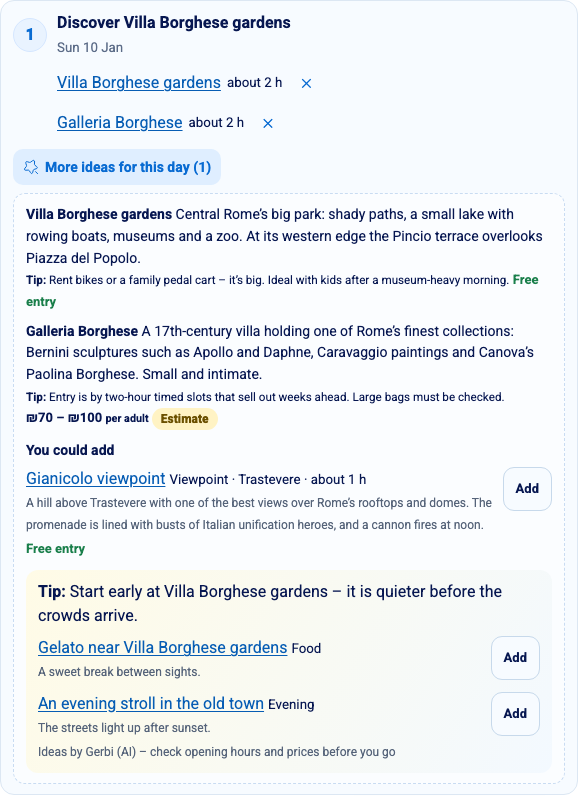 1
Discover Villa Borghese gardens
Sun 10 Jan
Villa Borghese gardens about 2 h ×
Galleria Borghese about 2 h ×
More ideas for this day (1)
Villa Borghese gardens Central Rome’s big park: shady paths, a small lake with
rowing boats, museums and a zoo. At its western edge the Pincio terrace overlooks
Piazza del Popolo.
Tip: Rent bikes or a family pedal cart – it’s big. Ideal with kids after a museum-heavy morning. Free
entry
Galleria Borghese A 17th-century villa holding one of Rome’s finest collections:
Bernini sculptures such as Apollo and Daphne, Caravaggio paintings and Canova’s
Paolina Borghese. Small and intimate.
Tip: Entry is by two-hour timed slots that sell out weeks ahead. Large bags must be checked.
₪70 – ₪100 per adult Estimate
You could add
Gianicolo viewpoint Viewpoint · Trastevere · about 1 h
Add
A hill above Trastevere with one of the best views over Rome’s rooftops and domes. The
promenade is lined with busts of Italian unification heroes, and a cannon fires at noon.
Free entry
Tip: Start early at Villa Borghese gardens – it is quieter before the
crowds arrive.
Gelato near Villa Borghese gardens Food
Add
A sweet break between sights.
An evening stroll in the old town Evening
Add
The streets light up after sunset.
Ideas by Gerbi (AI) – check opening hours and prices before you go